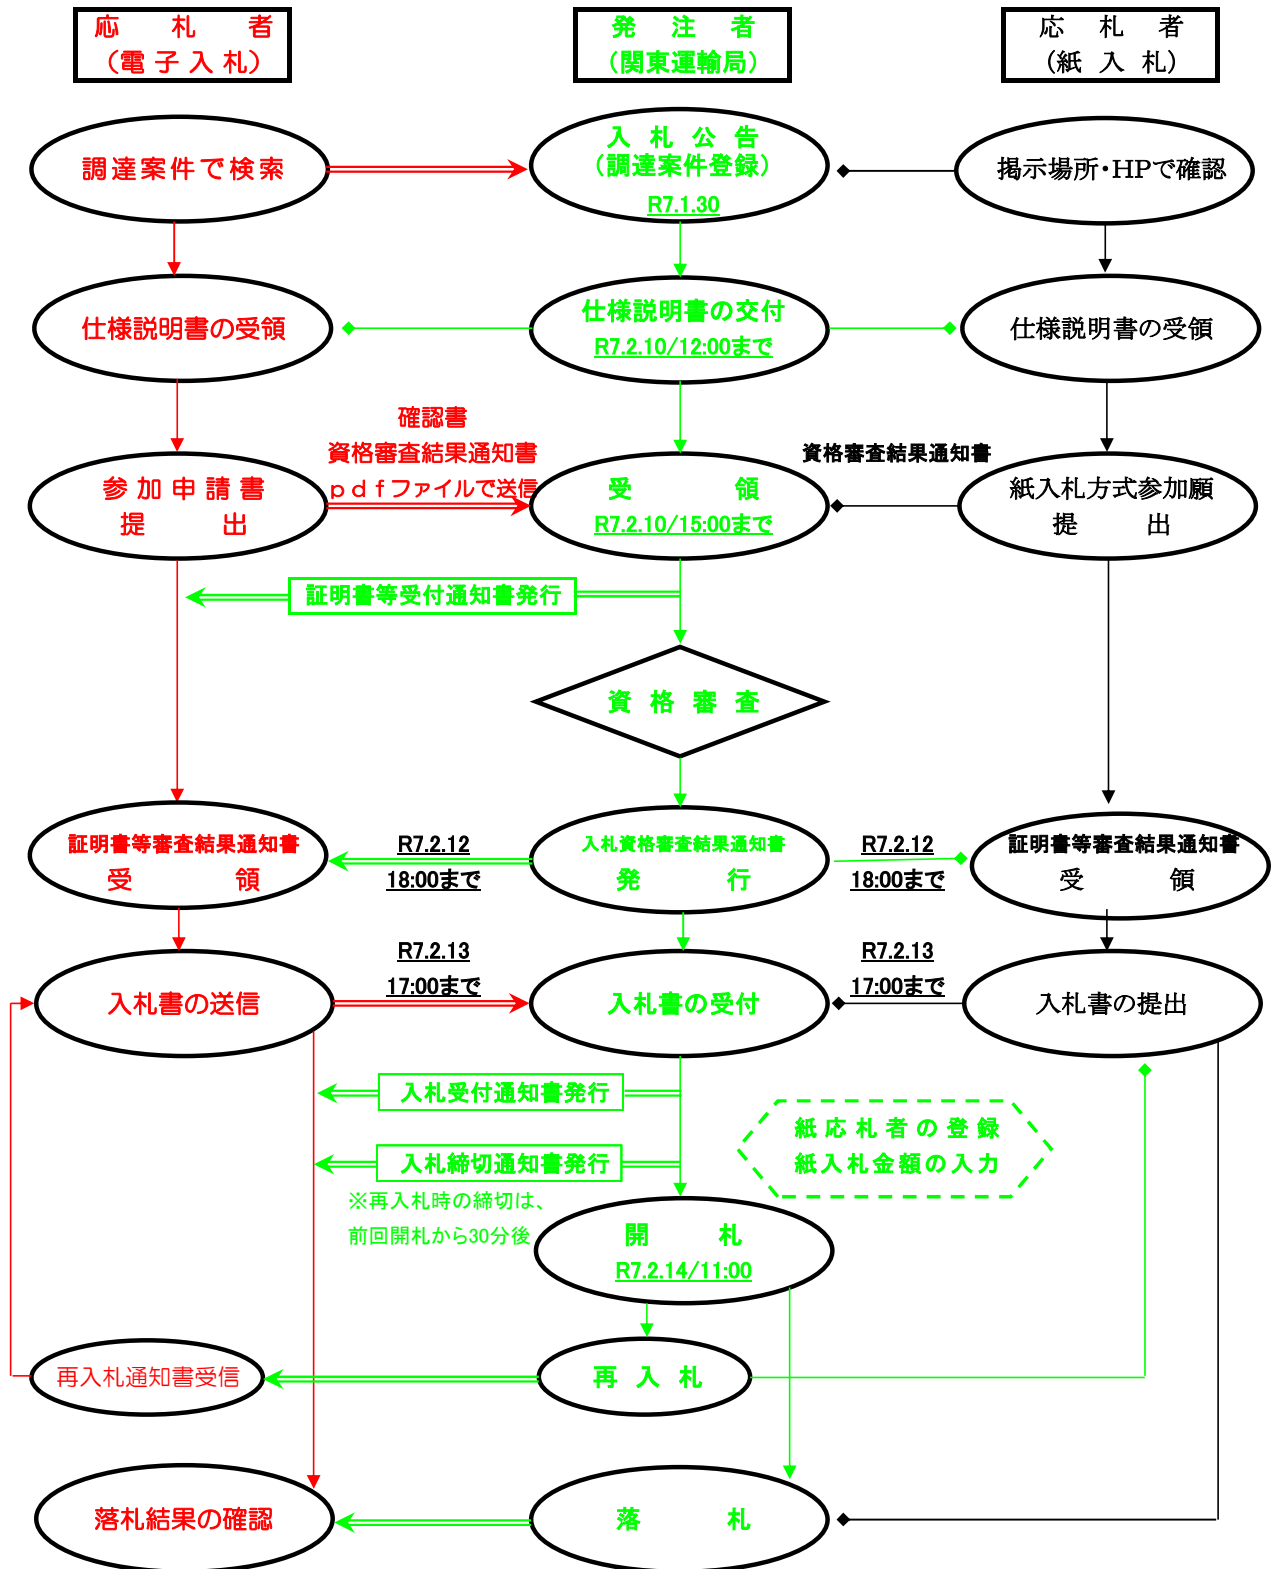 応札者
(電子入札)
発注者
(関東運輸局)
応札者
(紙入札)
調達案件で検索
入札公告
(調達案件登録)
R7.1.30
掲示場所・HPで確認
仕様説明書の受領
仕様説明書の交付
R7.2.10/12:00まで
仕様説明書の受領
確認書
資格審査結果通知書
pdfファイルで送信
資格審査結果通知書
参加申請書
提出
受領
R7.2.10/15:00まで
紙入札方式参加願
提出
証明書等受付通知書発行
資格審査
証明書等審査結果通知書
受領
R7.2.12
18:00まで
入札資格審査結果通知書
発行
R7.2.12
18:00まで
証明書等審査結果通知書
受領
R7.2.13
17:00まで
R7.2.13
17:00まで
入札書の送信
入札書の受付
入札書の提出
入札受付通知書発行
紙応札者の登録
紙入札金額の入力
入札締切通知書発行
※再入札時の締切は、
前回開札から30分後
開札
R7.2.14/11:00
再入札通知書受信
再入札
落札結果の確認
落札